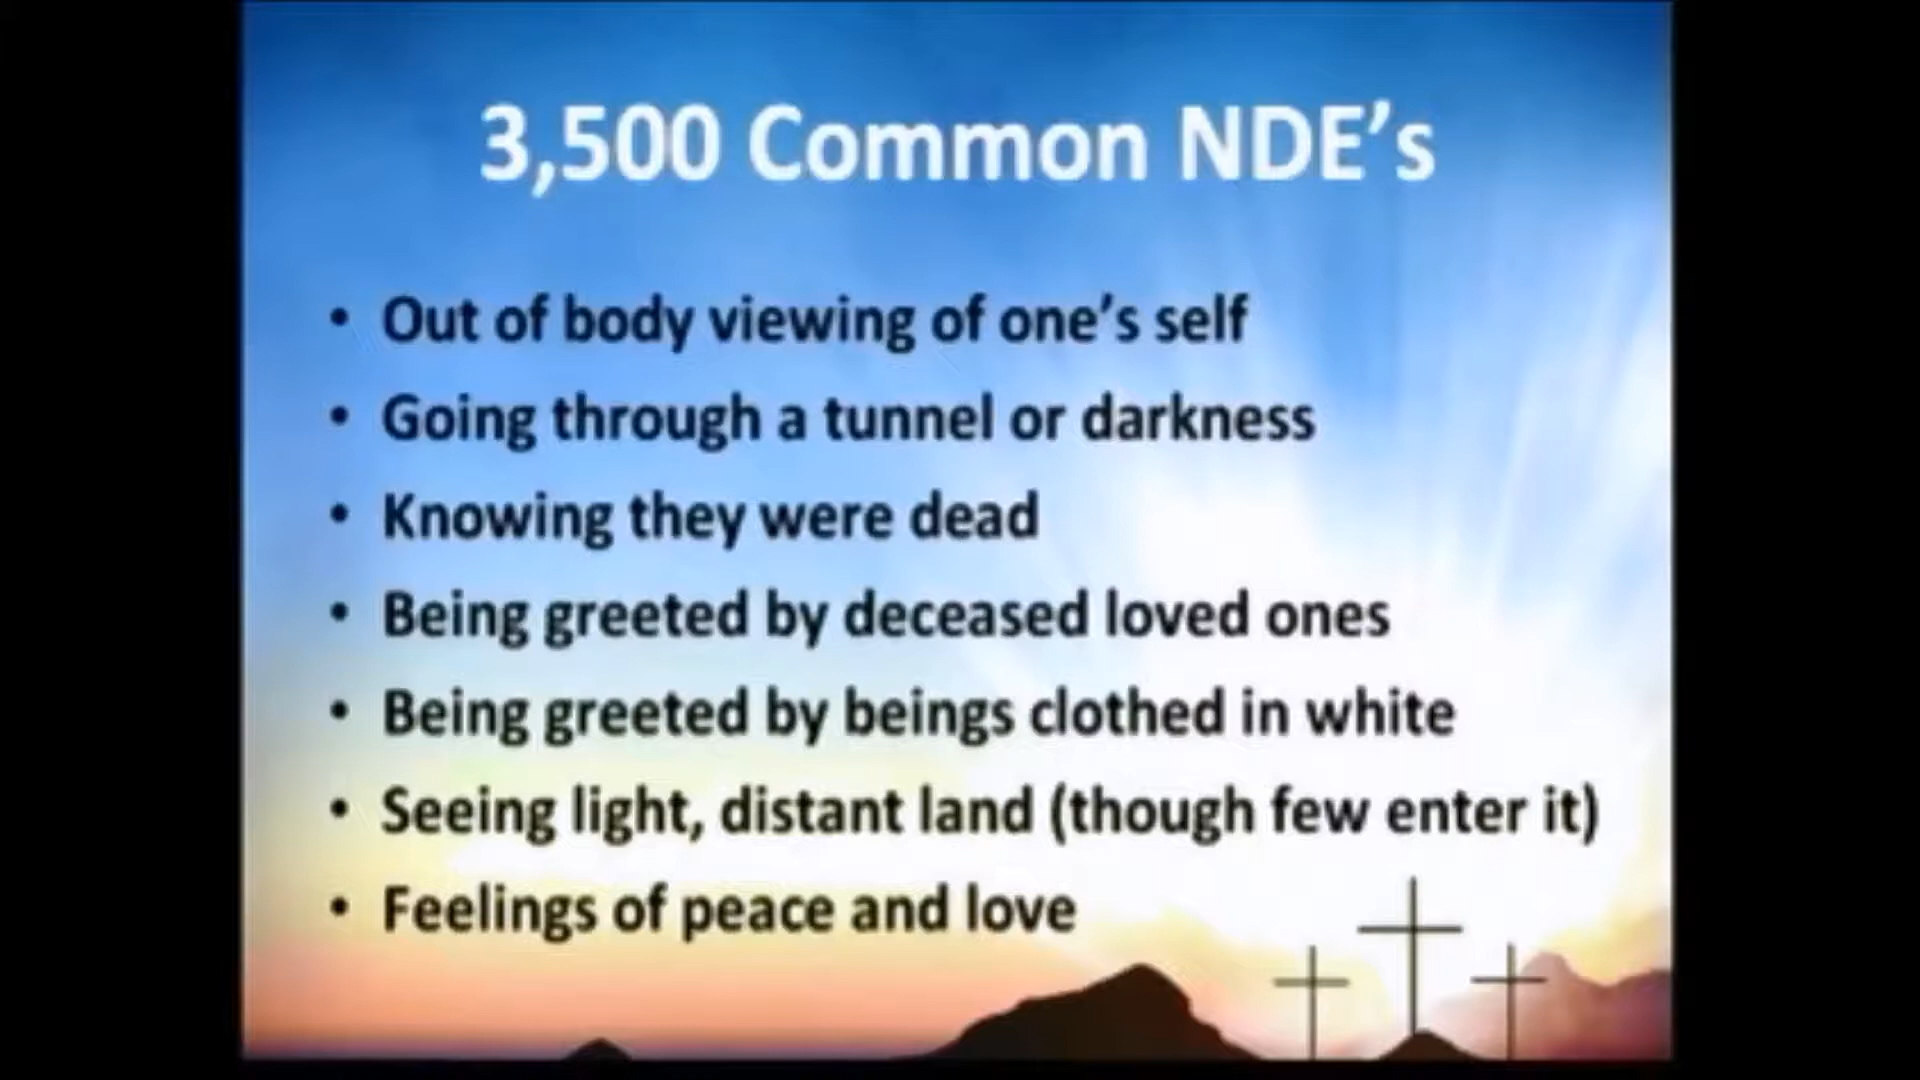 3,500 Common NDE’s
• Out of body viewing of one’s self
• Going through a tunnel or darkness
• Knowing they were dead
• Being greeted by deceased loved ones
• Being greeted by beings clothed in white
• Seeing light, distant land (though few enter it)
• Feelings of peace and love